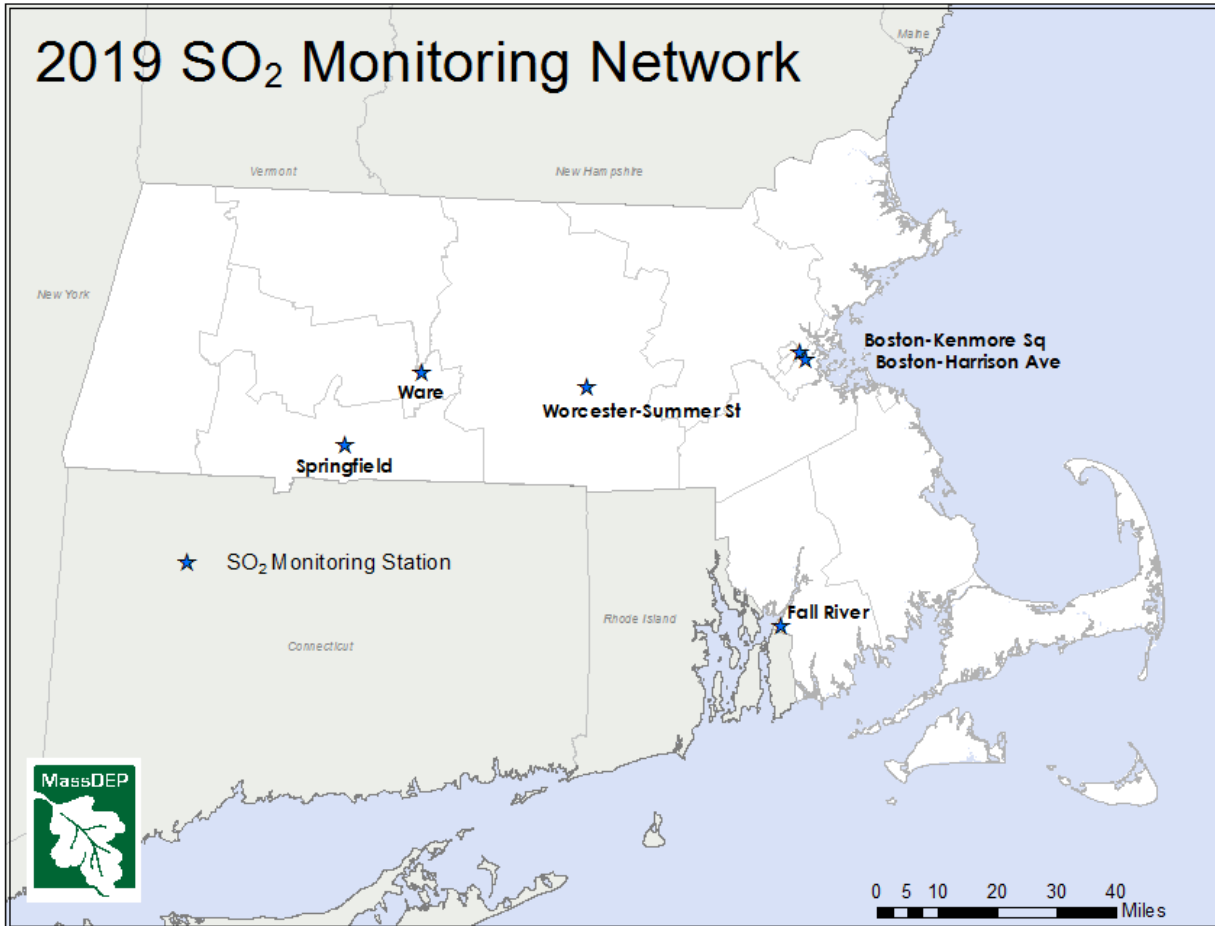 2019 SO₂ Monitoring Network
Maine
Vermont
New Hampshire
New York
Boston-Kenmore Sq
Boston-Harrison Ave
Ware
Worcester-Summer St
Springfield
SO₂ Monitoring Station
Fall River
Rhode Island
Connecticut
MassDEP
0 5 10 20 30 40
Miles